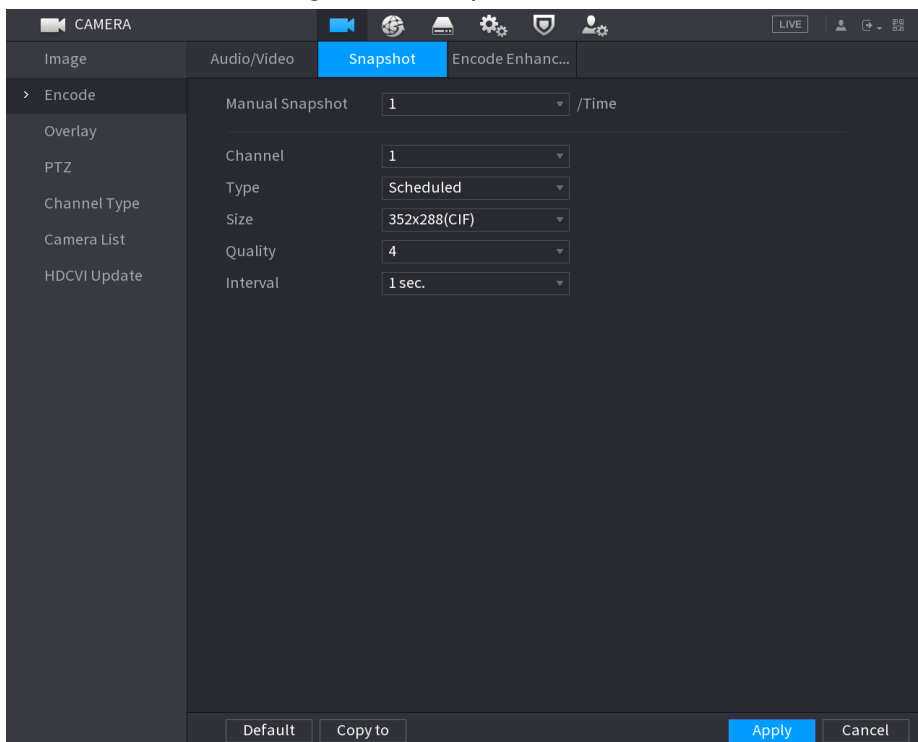 CAMERA
LIVE
Image
Audio/Video
Snapshot
Encode Enhanc...
Encode
Manual Snapshot
1
/Time
Overlay
Channel
1
PTZ
Type
Scheduled
Channel Type
Size
352x288(CIF)
Camera List
Quality
4
HDCVI Update
Interval
1 sec.
Default
Copy to
Apply
Cancel